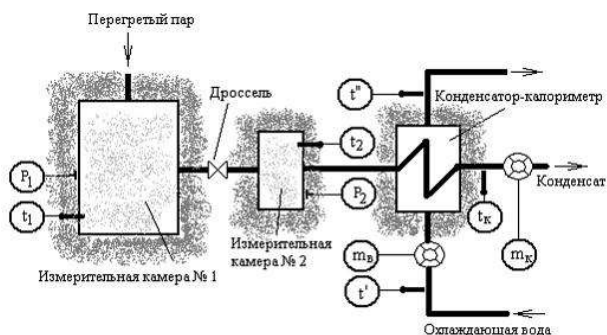 Перегретый пар
Дроссель
t"
Конденсатор-калориметр
P₁
t₁
t₂
P₂
Конденсат
tк
mк
Измерительная
камера № 2
Измерительная камера № 1
mв
t'
Охлаждающая вода